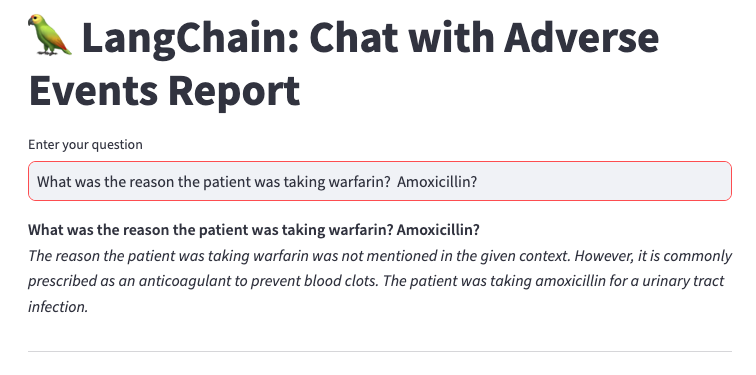 🦜 LangChain: Chat with Adverse
Events Report
Enter your question
What was the reason the patient was taking warfarin?  Amoxicillin?
What was the reason the patient was taking warfarin? Amoxicillin?
The reason the patient was taking warfarin was not mentioned in the given context. However, it is commonly
prescribed as an anticoagulant to prevent blood clots. The patient was taking amoxicillin for a urinary tract
infection.